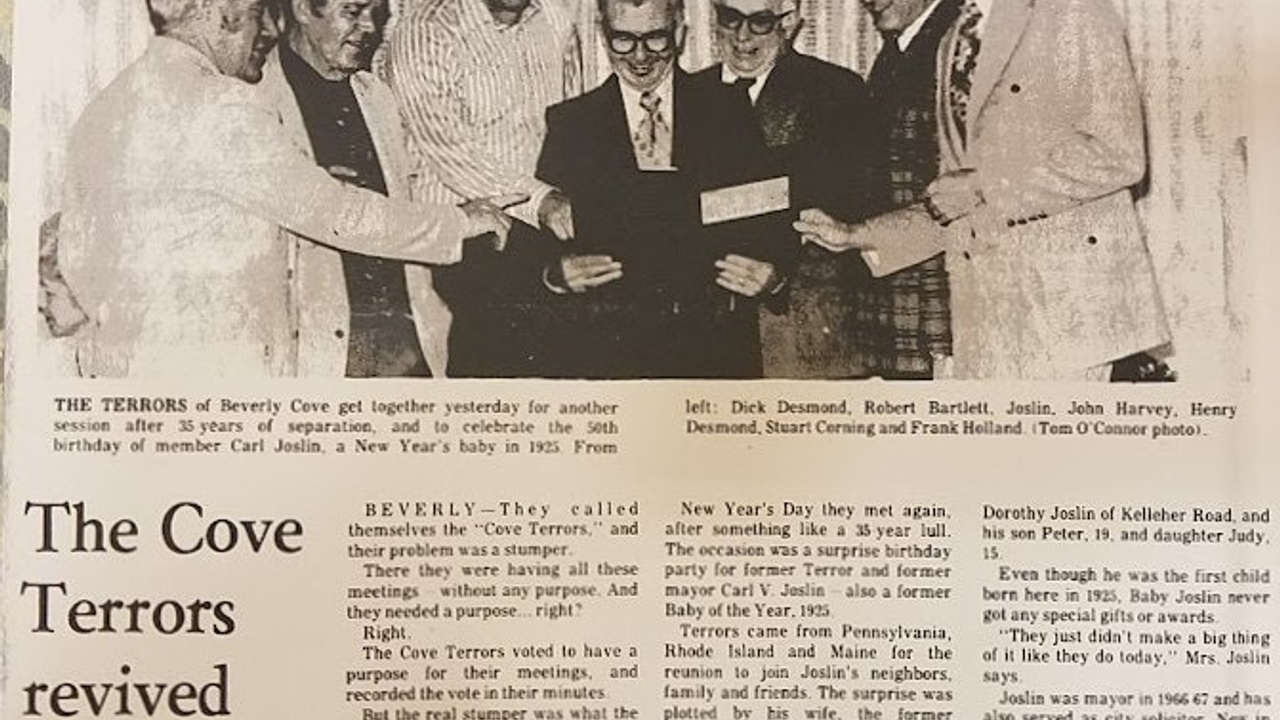 THE TERRORS of Beverly Cove get together yesterday for another
session after 35 years of separation, and to celebrate the 50th
birthday of member Carl Joslin, a New Year's baby in 1925. From
left: Dick Desmond, Robert Bartlett, Joslin, John Harvey, Henry
Desmond, Stuart Corning and Frank Holland. (Tom O'Connor photo).
The Cove
Terrors
revived
BEVERLY—They called
themselves the "Cove Terrors," and
their problem was a stumper.
There they were having all these
meetings without any purpose. And
they needed a purpose... right?
Right.
The Cove Terrors voted to have a
purpose for their meetings, and
recorded the vote in their minutes.
But the real stumper was what the
New Year's Day they met again,
after something like a 35 year lull.
The occasion was a surprise birthday
party for former Terror and former
mayor Carl V. Joslin — also a former
Baby of the Year, 1925.
Terrors came from Pennsylvania,
Rhode Island and Maine for the
reunion to join Joslin's neighbors,
family and friends. The surprise was
plotted by his wife, the former
Dorothy Joslin of Kelleher Road, and
his son Peter, 19, and daughter Judy,
15.
Even though he was the first child
born here in 1925, Baby Joslin never
got any special gifts or awards.
"They just didn't make a big thing
of it like they do today," Mrs. Joslin
says.
Joslin was mayor in 1966 67 and has
also served as city